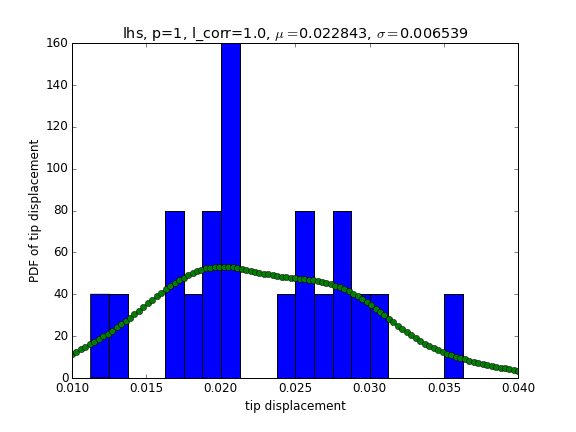 lhs, p=1, l_corr=1.0, μ=0.022843, σ=0.006539
160
140
120
100
80
60
40
20
0
PDF of tip displacement
0.010 0.015 0.020 0.025 0.030 0.035 0.040
tip displacement